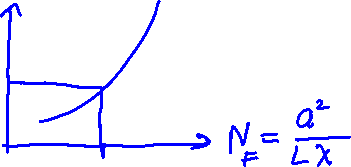 N_F = a²/(Lλ)